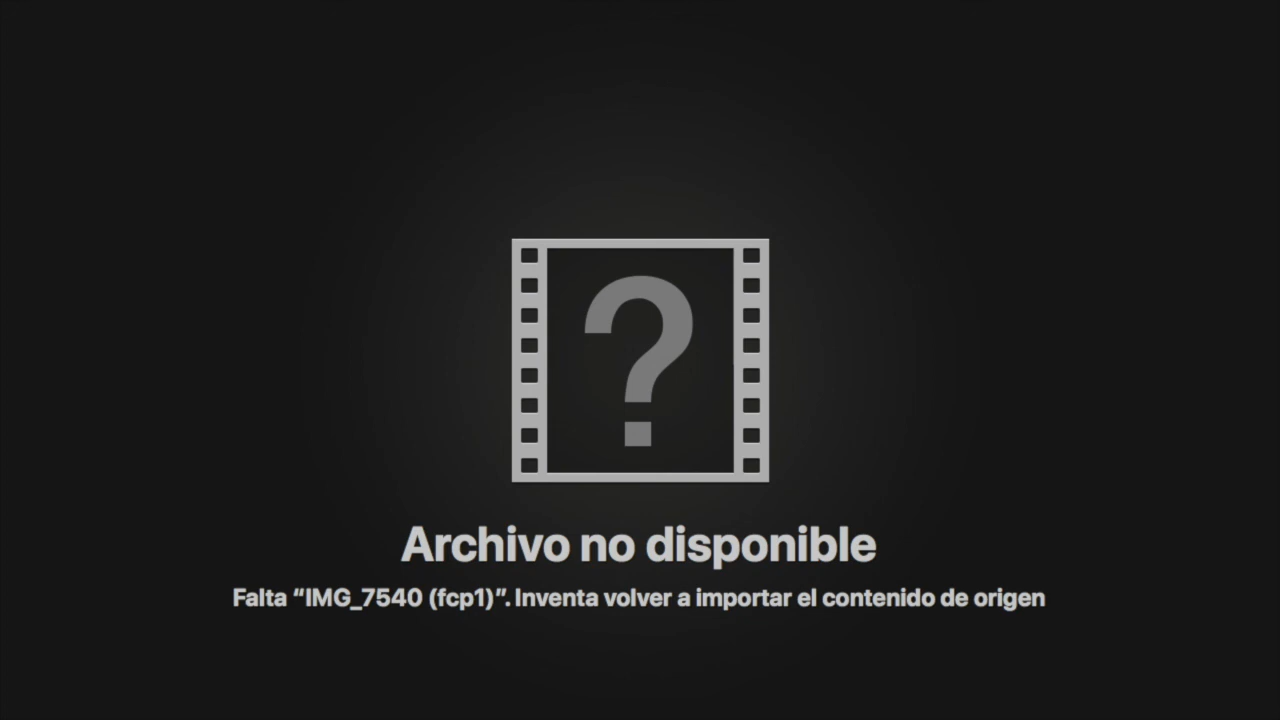 ?
Archivo no disponible
Falta “IMG_7540 (fcp1)”. Inventa volver a importar el contenido de origen